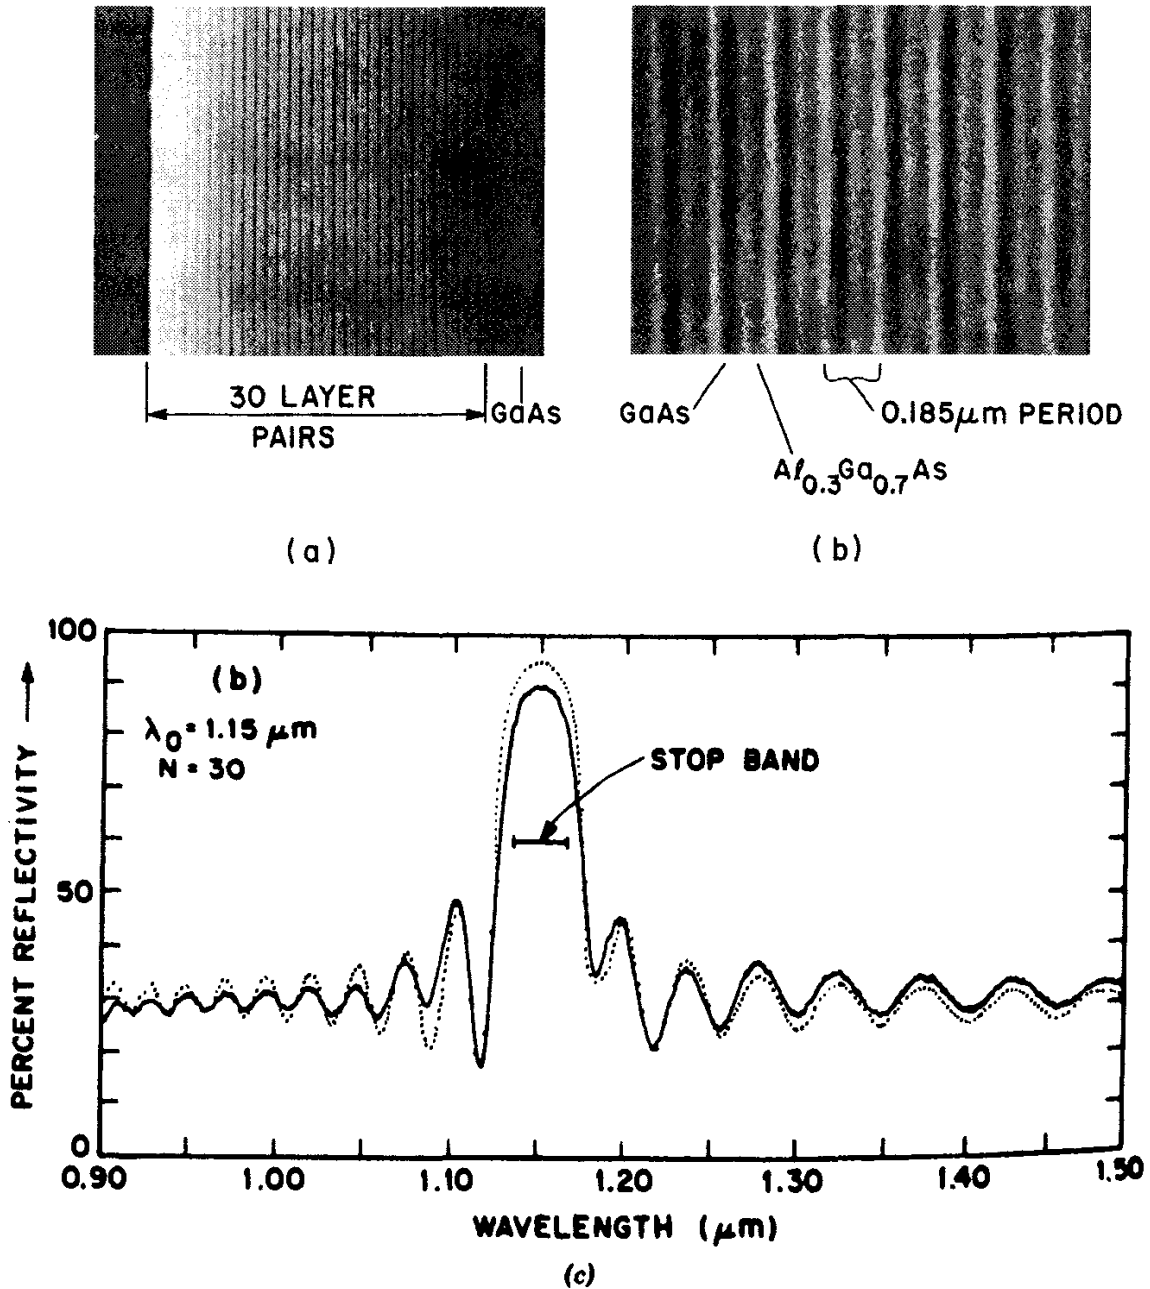 30 LAYER
PAIRS
GaAs
GaAs
Aℓ0.3Ga0.7As
0.185μm PERIOD
(a)
(b)
PERCENT REFLECTIVITY
100
50
0
(b)
λ0 = 1.15 μm
N = 30
STOP BAND
0.90 1.00 1.10 1.20 1.30 1.40 1.50
WAVELENGTH (μm)
(c)